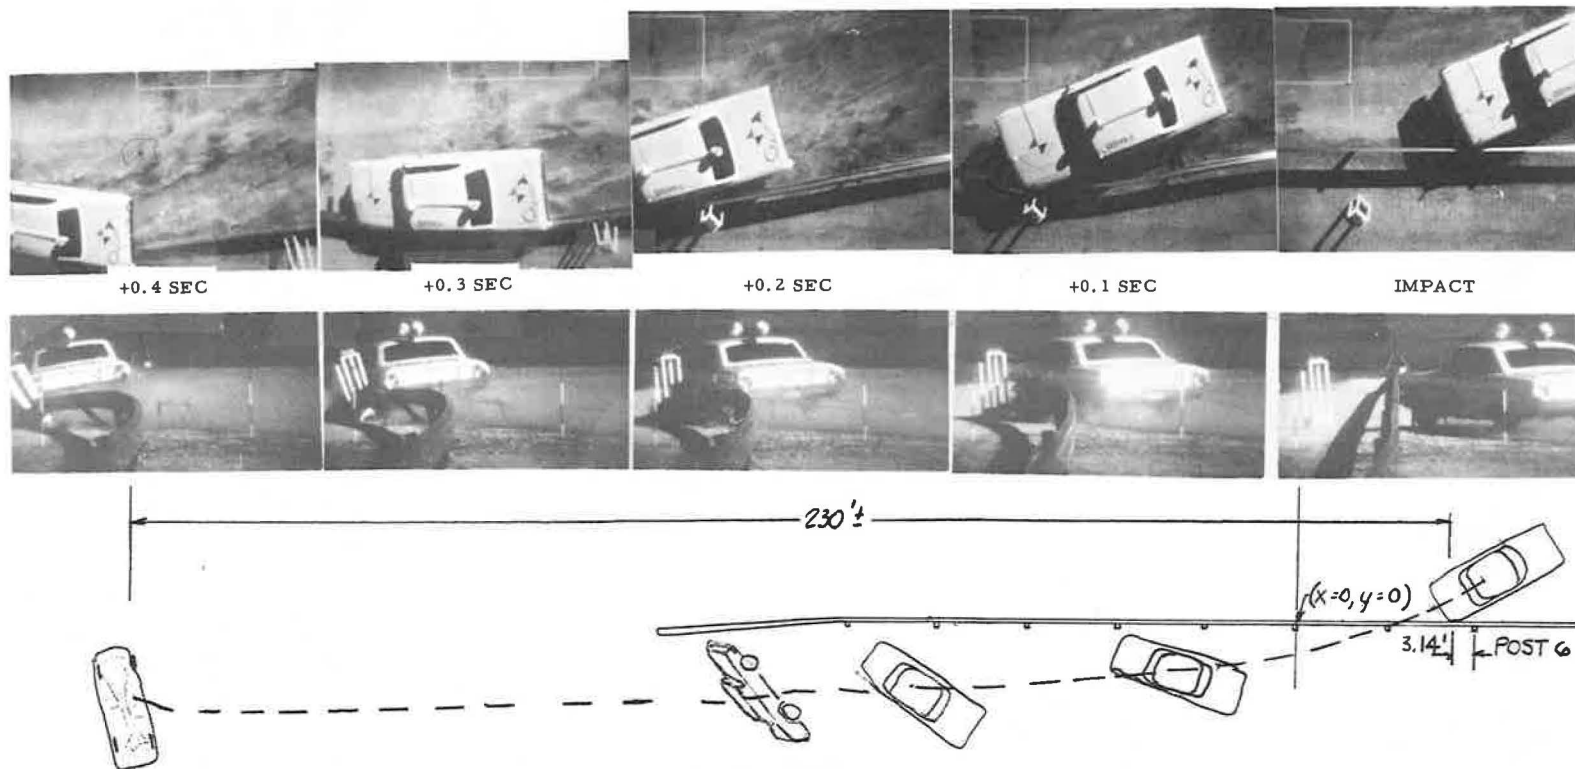 +0.4 SEC
+0.3 SEC
+0.2 SEC
+0.1 SEC
IMPACT
230'±
(x=0, y=0)
3.14'
POST 6